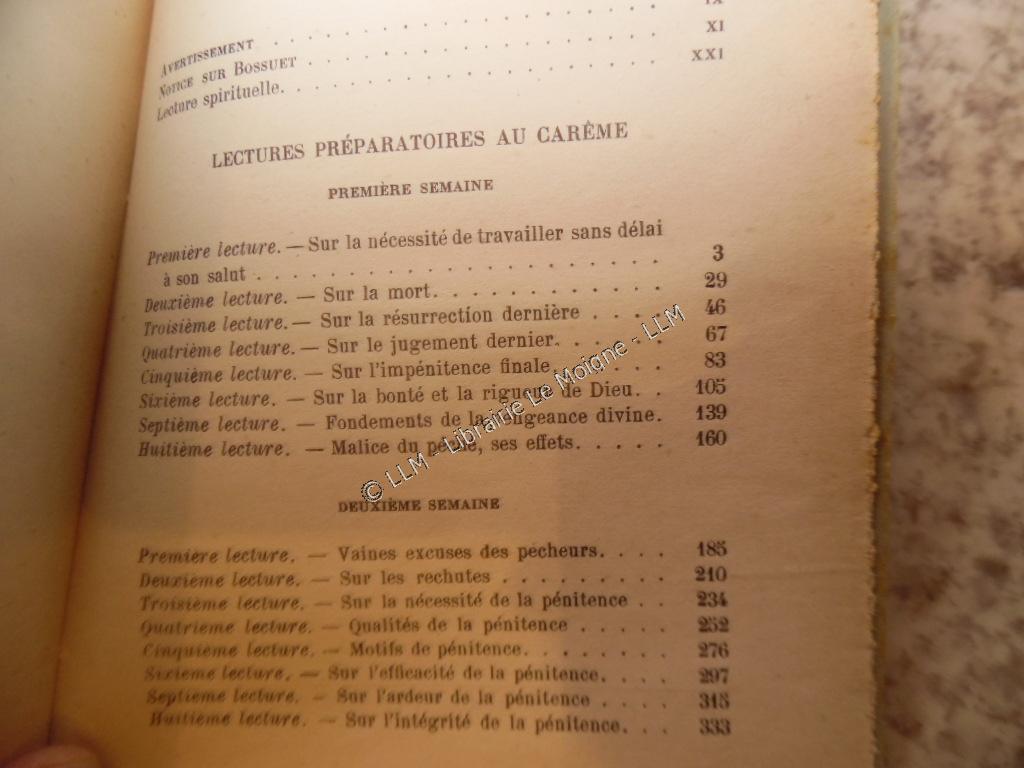 AVERTISSEMENT . . . . . . . . . . . . . . IX
NOTICE SUR BOSSUET . . . . . . . . . . . . . XI
Lecture spirituelle. . . . . . . . . . . . . . XXI
LECTURES PRÉPARATOIRES AU CARÊME
PREMIÈRE SEMAINE
Première lecture. — Sur la nécessité de travailler sans délai
à son salut . . . . . . . . . . . . . . . . . . . 3
Deuxième lecture. — Sur la mort. . . . . . . . . . . 29
Troisième lecture. — Sur la résurrection dernière . . . . 46
Quatrième lecture. — Sur le jugement dernier. . . . . . 67
Cinquième lecture. — Sur l'impénitence finale. . . . . . 83
Sixième lecture. — Sur la bonté et la rigueur de Dieu. . 105
Septième lecture. — Fondements de la vengeance divine. 139
Huitième lecture. — Malice du péché, ses effets. . . . . 160
DEUXIÈME SEMAINE
Première lecture. — Vaines excuses des pécheurs. . . . 185
Deuxième lecture. — Sur les rechutes . . . . . . . . . 210
Troisième lecture. — Sur la nécessité de la pénitence . . 234
Quatrième lecture. — Qualités de la pénitence . . . . . 252
Cinquième lecture. — Motifs de pénitence. . . . . . . . 276
Sixième lecture. — Sur l'efficacité de la pénitence. . . . 297
Septième lecture. — Sur l'ardeur de la pénitence . . . . 315
Huitième lecture. — Sur l'intégrité de la pénitence. . . 333
© LLM - Librairie Le Moigne - LLM